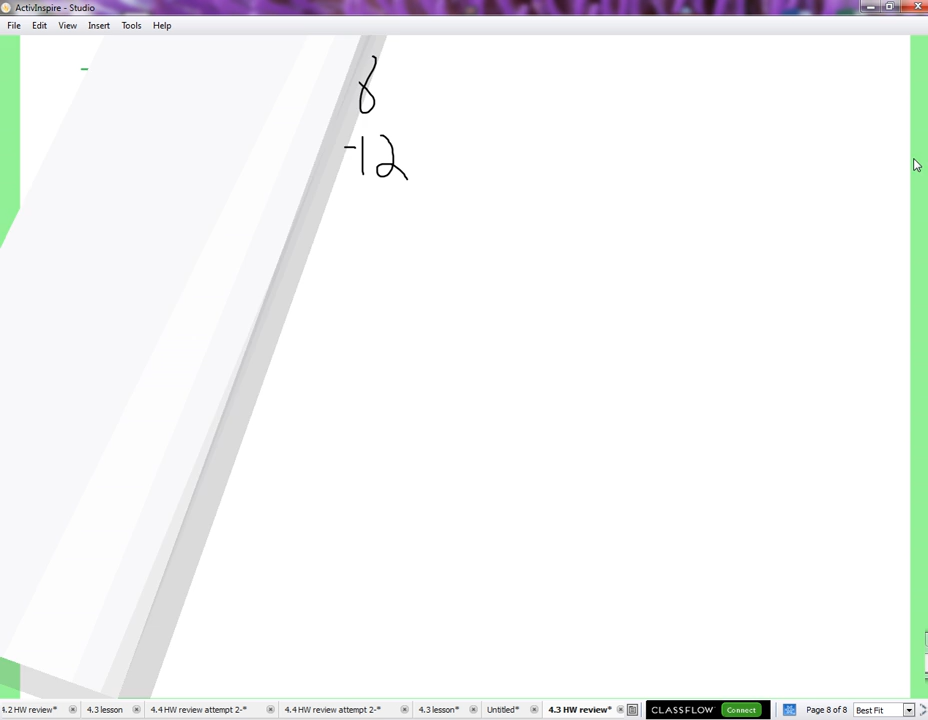 ActivInspire - Studio
File Edit View Insert Tools Help
8
-12
4.2 HW review* 4.3 lesson 4.4 HW review attempt 2-* 4.4 HW review attempt 2-* 4.3 lesson* Untitled* 4.3 HW review* CLASSFLOW Connect Page 8 of 8 Best Fit